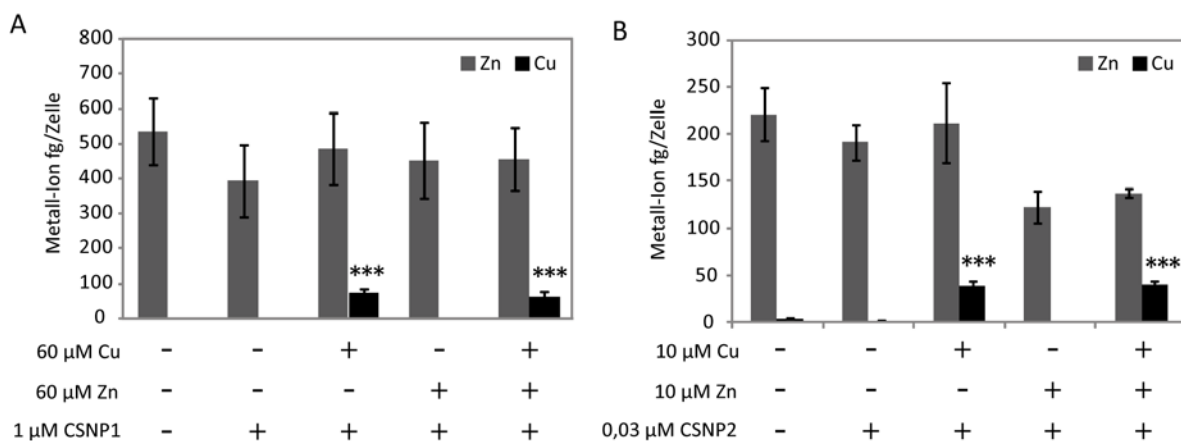 A
Metall-Ion fg/Zelle
800
700
600
500
400
300
200
100
0
Zn Cu
*** ***
60 µM Cu - - + - +
60 µM Zn - - - + +
1 µM CSNP1 - + + + +
B
Metall-Ion fg/Zelle
300
250
200
150
100
50
0
Zn Cu
*** ***
10 µM Cu - - + - +
10 µM Zn - - - + +
0,03 µM CSNP2 - + + + +